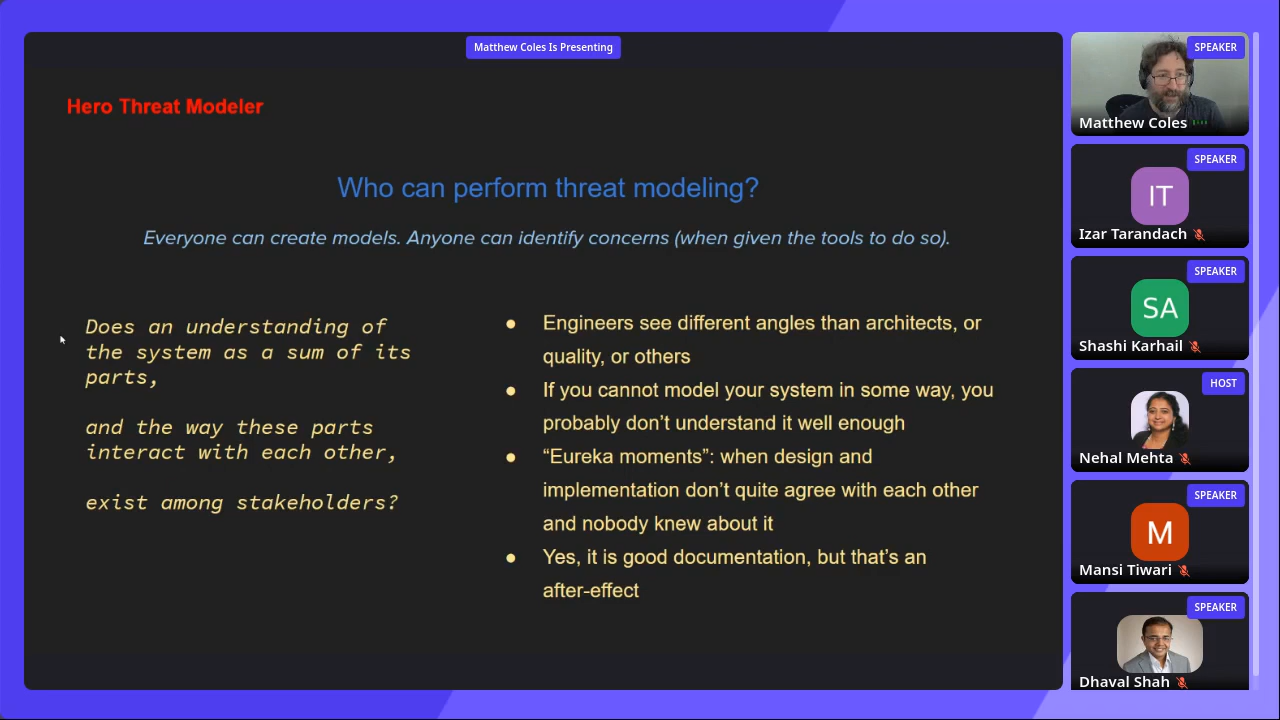 Matthew Coles Is Presenting
Hero Threat Modeler
Who can perform threat modeling?
Everyone can create models. Anyone can identify concerns (when given the tools to do so).
Does an understanding of
the system as a sum of its
parts,
and the way these parts
interact with each other,
exist among stakeholders?
● Engineers see different angles than architects, or
quality, or others
● If you cannot model your system in some way, you
probably don’t understand it well enough
● “Eureka moments”: when design and
implementation don’t quite agree with each other
and nobody knew about it
● Yes, it is good documentation, but that’s an
after-effect
SPEAKER
Matthew Coles
SPEAKER
IT
Izar Tarandach
SPEAKER
SA
Shashi Karhail
HOST
Nehal Mehta
SPEAKER
M
Mansi Tiwari
SPEAKER
Dhaval Shah